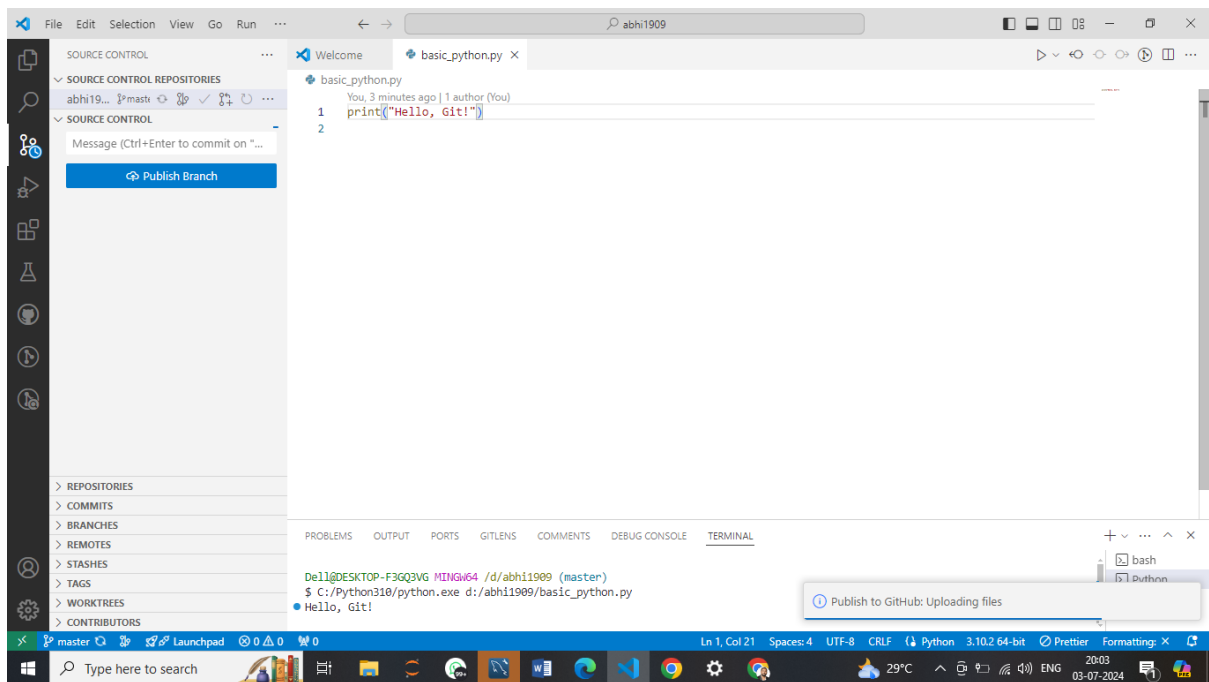 File Edit Selection View Go Run ··· abhi1909
SOURCE CONTROL ···
Welcome basic_python.py
SOURCE CONTROL REPOSITORIES
basic_python.py
abhi19... maste ···
You, 3 minutes ago | 1 author (You)
SOURCE CONTROL
1 print("Hello, Git!")
2
Message (Ctrl+Enter to commit on "...
Publish Branch
REPOSITORIES
COMMITS
BRANCHES
REMOTES
STASHES
TAGS
WORKTREES
CONTRIBUTORS
PROBLEMS OUTPUT PORTS GITLENS COMMENTS DEBUG CONSOLE TERMINAL
bash
Python
Dell@DESKTOP-F3GQ3VG MINGW64 /d/abhi1909 (master)
$ C:/Python310/python.exe d:/abhi1909/basic_python.py
Hello, Git!
Publish to GitHub: Uploading files
master Launchpad 0 0 0 Ln 1, Col 21 Spaces: 4 UTF-8 CRLF Python 3.10.2 64-bit Prettier Formatting: ×
Type here to search 29°C ENG 20:03
03-07-2024